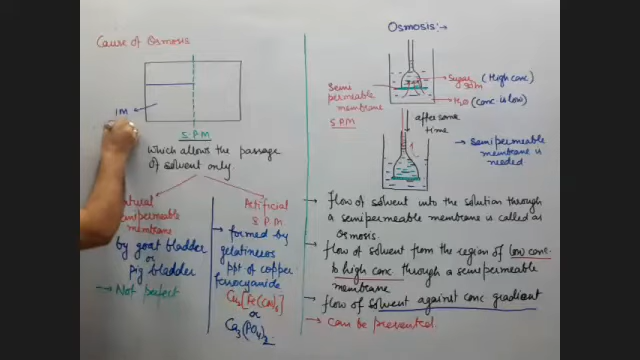 Cause of Osmosis
1M
S.P.M
which allows the passage
of solvent only
Natural
semipermeable
membrane
by goat bladder
or
pig bladder
→ Not perfect
Artificial
S.P.M
→ formed by
gelatineous
ppt of copper
ferrocyanide
Cu2[Fe(CN)6]
or
Ca3(PO4)2
Osmosis:→
Semi
permeable
membrane
S.P.M
Sugar soln (High conc)
H2O (conc is low)
after some
time
→ semipermeable
membrane is
needed
→ flow of solvent into the solution through
a semipermeable membrane is called as
Osmosis.
→ flow of solvent from the region of low conc
to high conc through a semipermeable
membrane
→ flow of solvent against conc gradient
→ can be prevented.